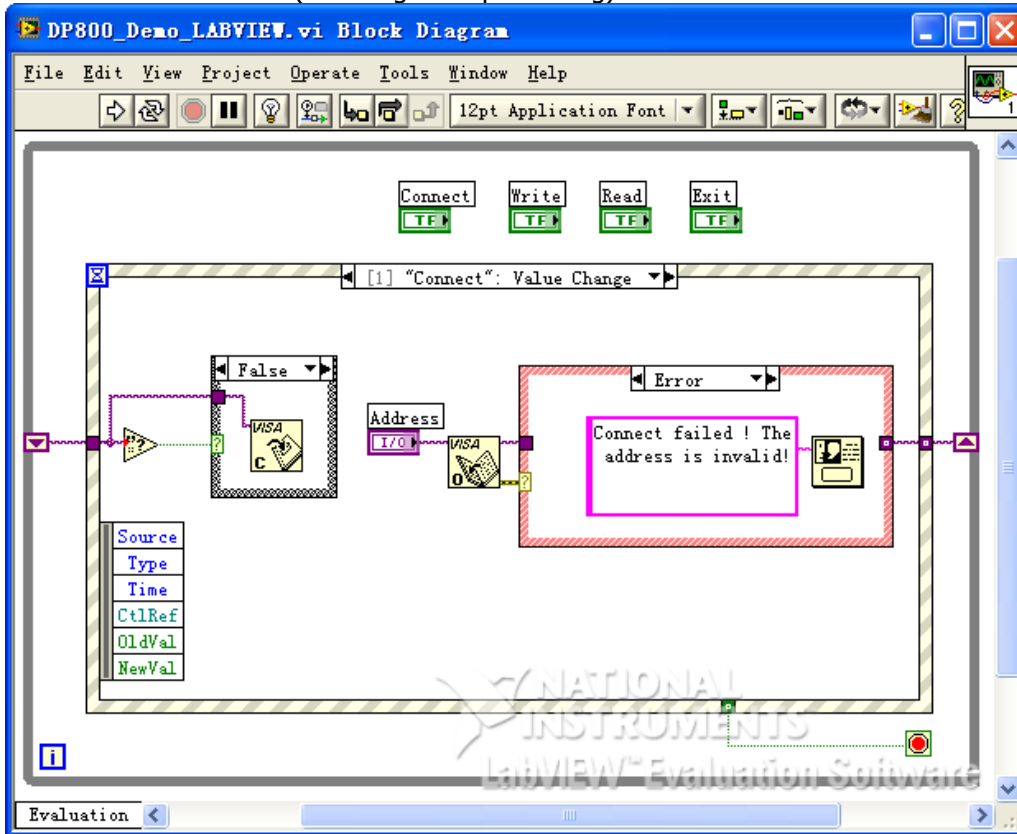 DP800_Demo_LABVIEW.vi Block Diagram
File Edit View Project Operate Tools Window Help
12pt Application Font
1
Connect Write Read Exit
TF TF TF TF
[1] "Connect": Value Change
False
Error
VISA
C
Address
I/O
VISA
O
Connect failed ! The
address is invalid!
Source
Type
Time
CtlRef
OldVal
NewVal
NATIONAL
INSTRUMENTS
LabVIEW™ Evaluation Software
i
Evaluation